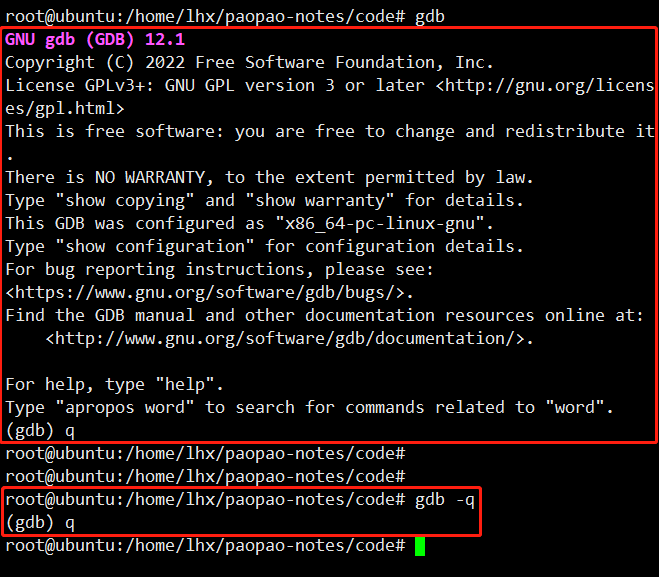 root@ubuntu:/home/lhx/paopao-notes/code# gdb
GNU gdb (GDB) 12.1
Copyright (C) 2022 Free Software Foundation, Inc.
License GPLv3+: GNU GPL version 3 or later <http://gnu.org/licens
es/gpl.html>
This is free software: you are free to change and redistribute it
.
There is NO WARRANTY, to the extent permitted by law.
Type "show copying" and "show warranty" for details.
This GDB was configured as "x86_64-pc-linux-gnu".
Type "show configuration" for configuration details.
For bug reporting instructions, please see:
<https://www.gnu.org/software/gdb/bugs/>.
Find the GDB manual and other documentation resources online at:
    <http://www.gnu.org/software/gdb/documentation/>.

For help, type "help".
Type "apropos word" to search for commands related to "word".
(gdb) q
root@ubuntu:/home/lhx/paopao-notes/code#
root@ubuntu:/home/lhx/paopao-notes/code#
root@ubuntu:/home/lhx/paopao-notes/code# gdb -q
(gdb) q
root@ubuntu:/home/lhx/paopao-notes/code#